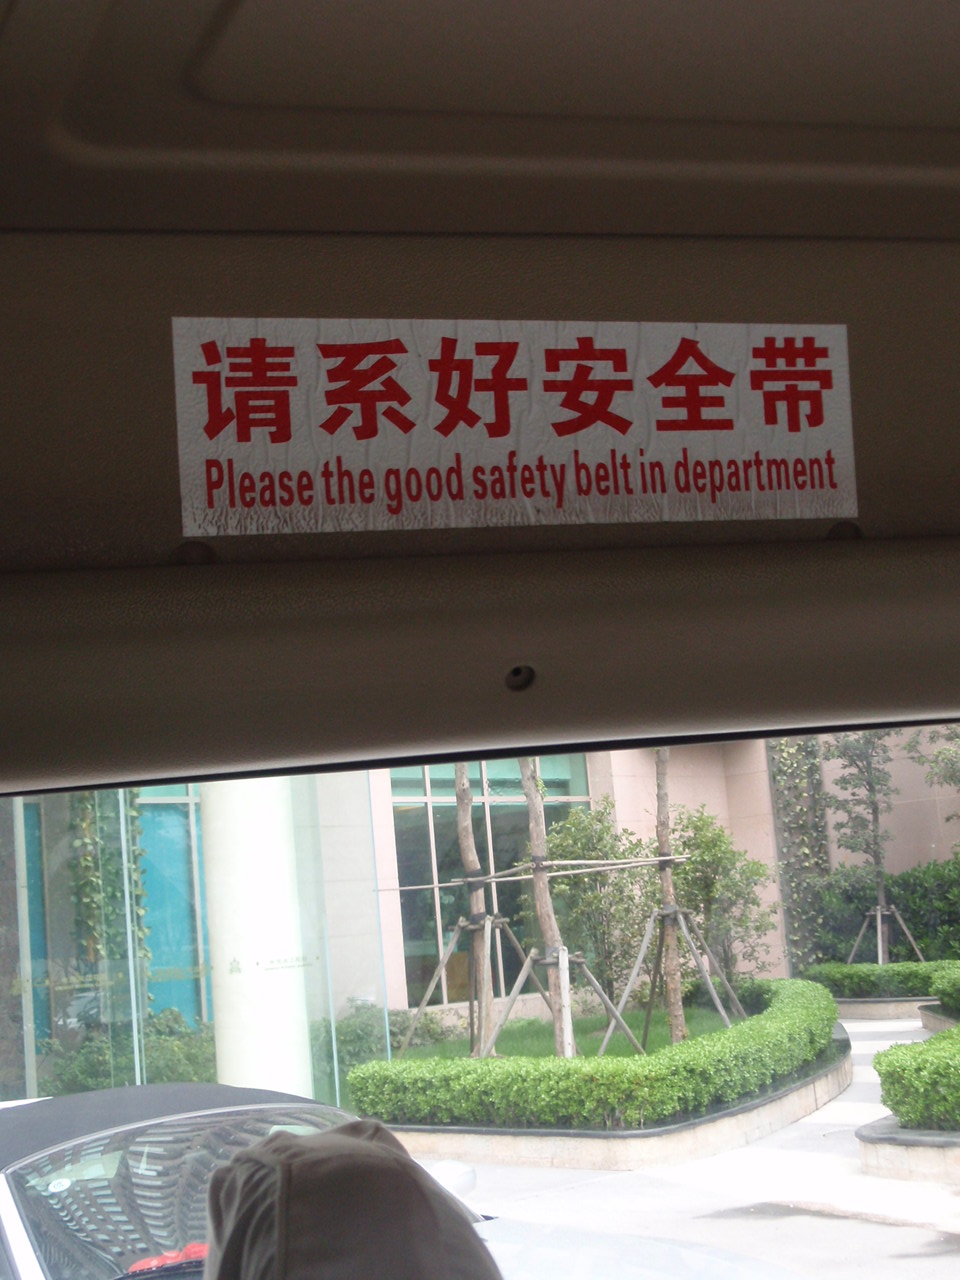 请系好安全带
Please the good safety belt in department